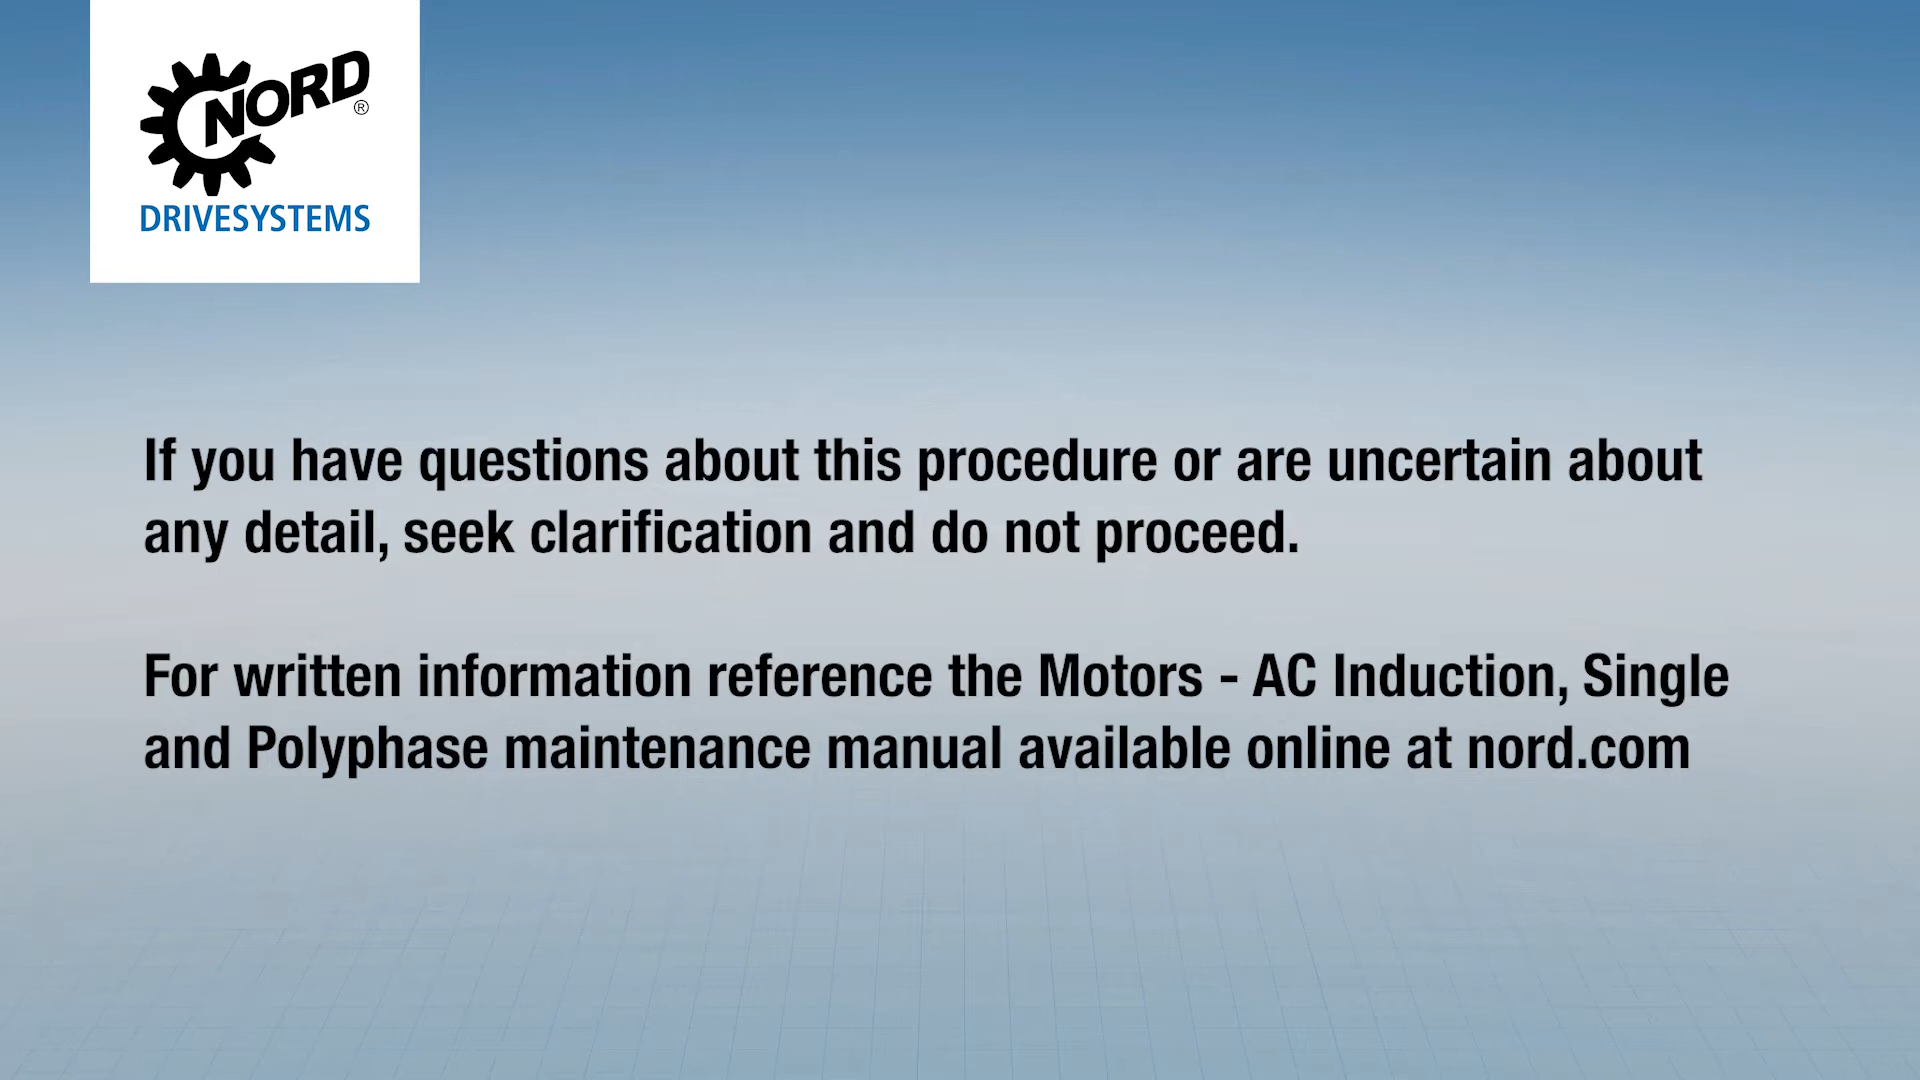 NORD
®
DRIVESYSTEMS
If you have questions about this procedure or are uncertain about
any detail, seek clarification and do not proceed.
For written information reference the Motors - AC Induction, Single
and Polyphase maintenance manual available online at nord.com